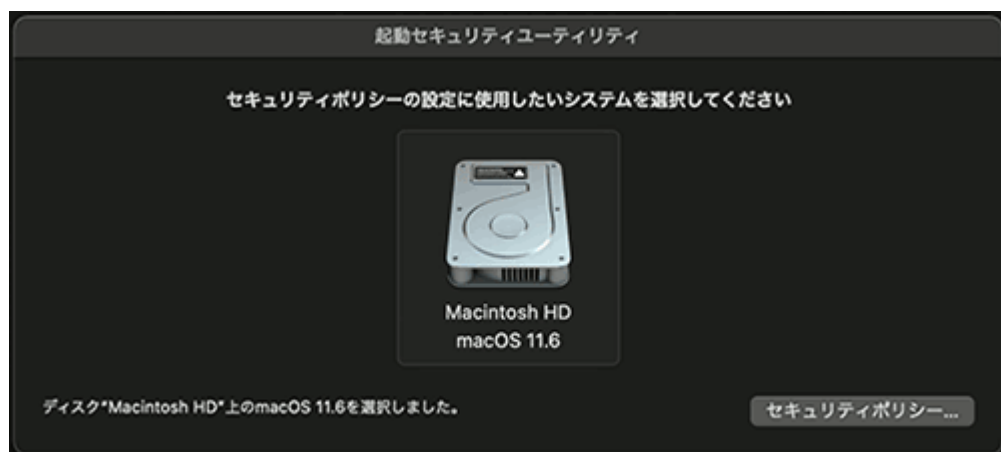 起動セキュリティユーティリティ
セキュリティポリシーの設定に使用したいシステムを選択してください
Macintosh HD
macOS 11.6
ディスク"Macintosh HD"上のmacOS 11.6を選択しました。
セキュリティポリシー...